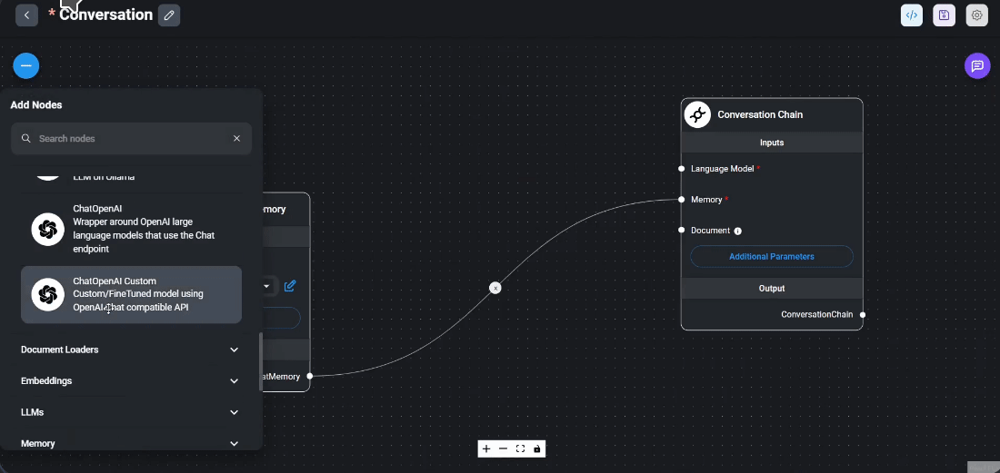 * Conversation
Add Nodes
Search nodes
LLM on Ollama
ChatOpenAI
Wrapper around OpenAI large
language models that use the Chat
endpoint
ChatOpenAI Custom
Custom/FineTuned model using
OpenAI Chat compatible API
Document Loaders
Embeddings
LLMs
Memory
emory
atMemory
x
Conversation Chain
Inputs
Language Model *
Memory *
Document
Additional Parameters
Output
ConversationChain